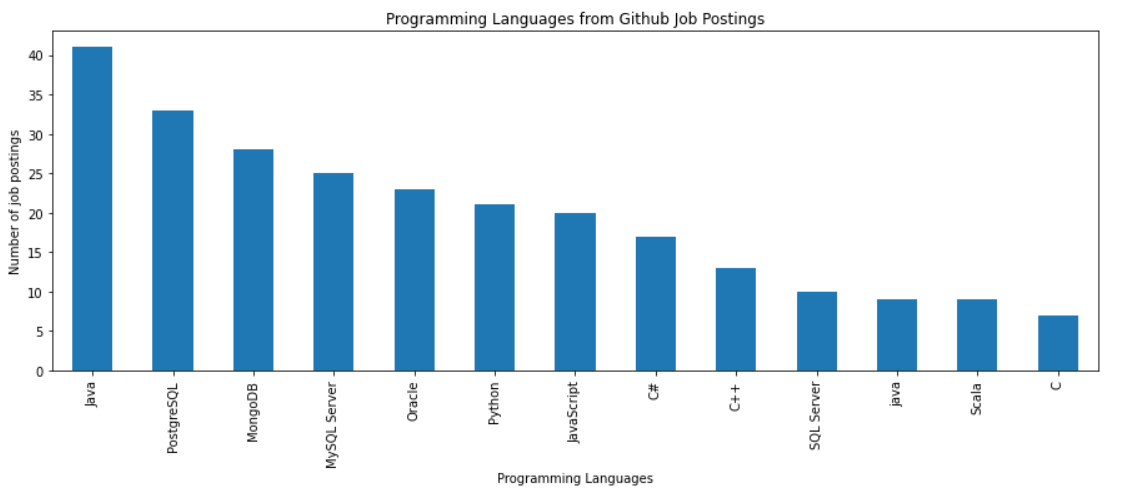 Programming Languages from Github Job Postings
Number of job postings
40
35
30
25
20
15
10
5
0
Java
PostgreSQL
MongoDB
MySQL Server
Oracle
Python
JavaScript
C#
C++
SQL Server
java
Scala
C
Programming Languages